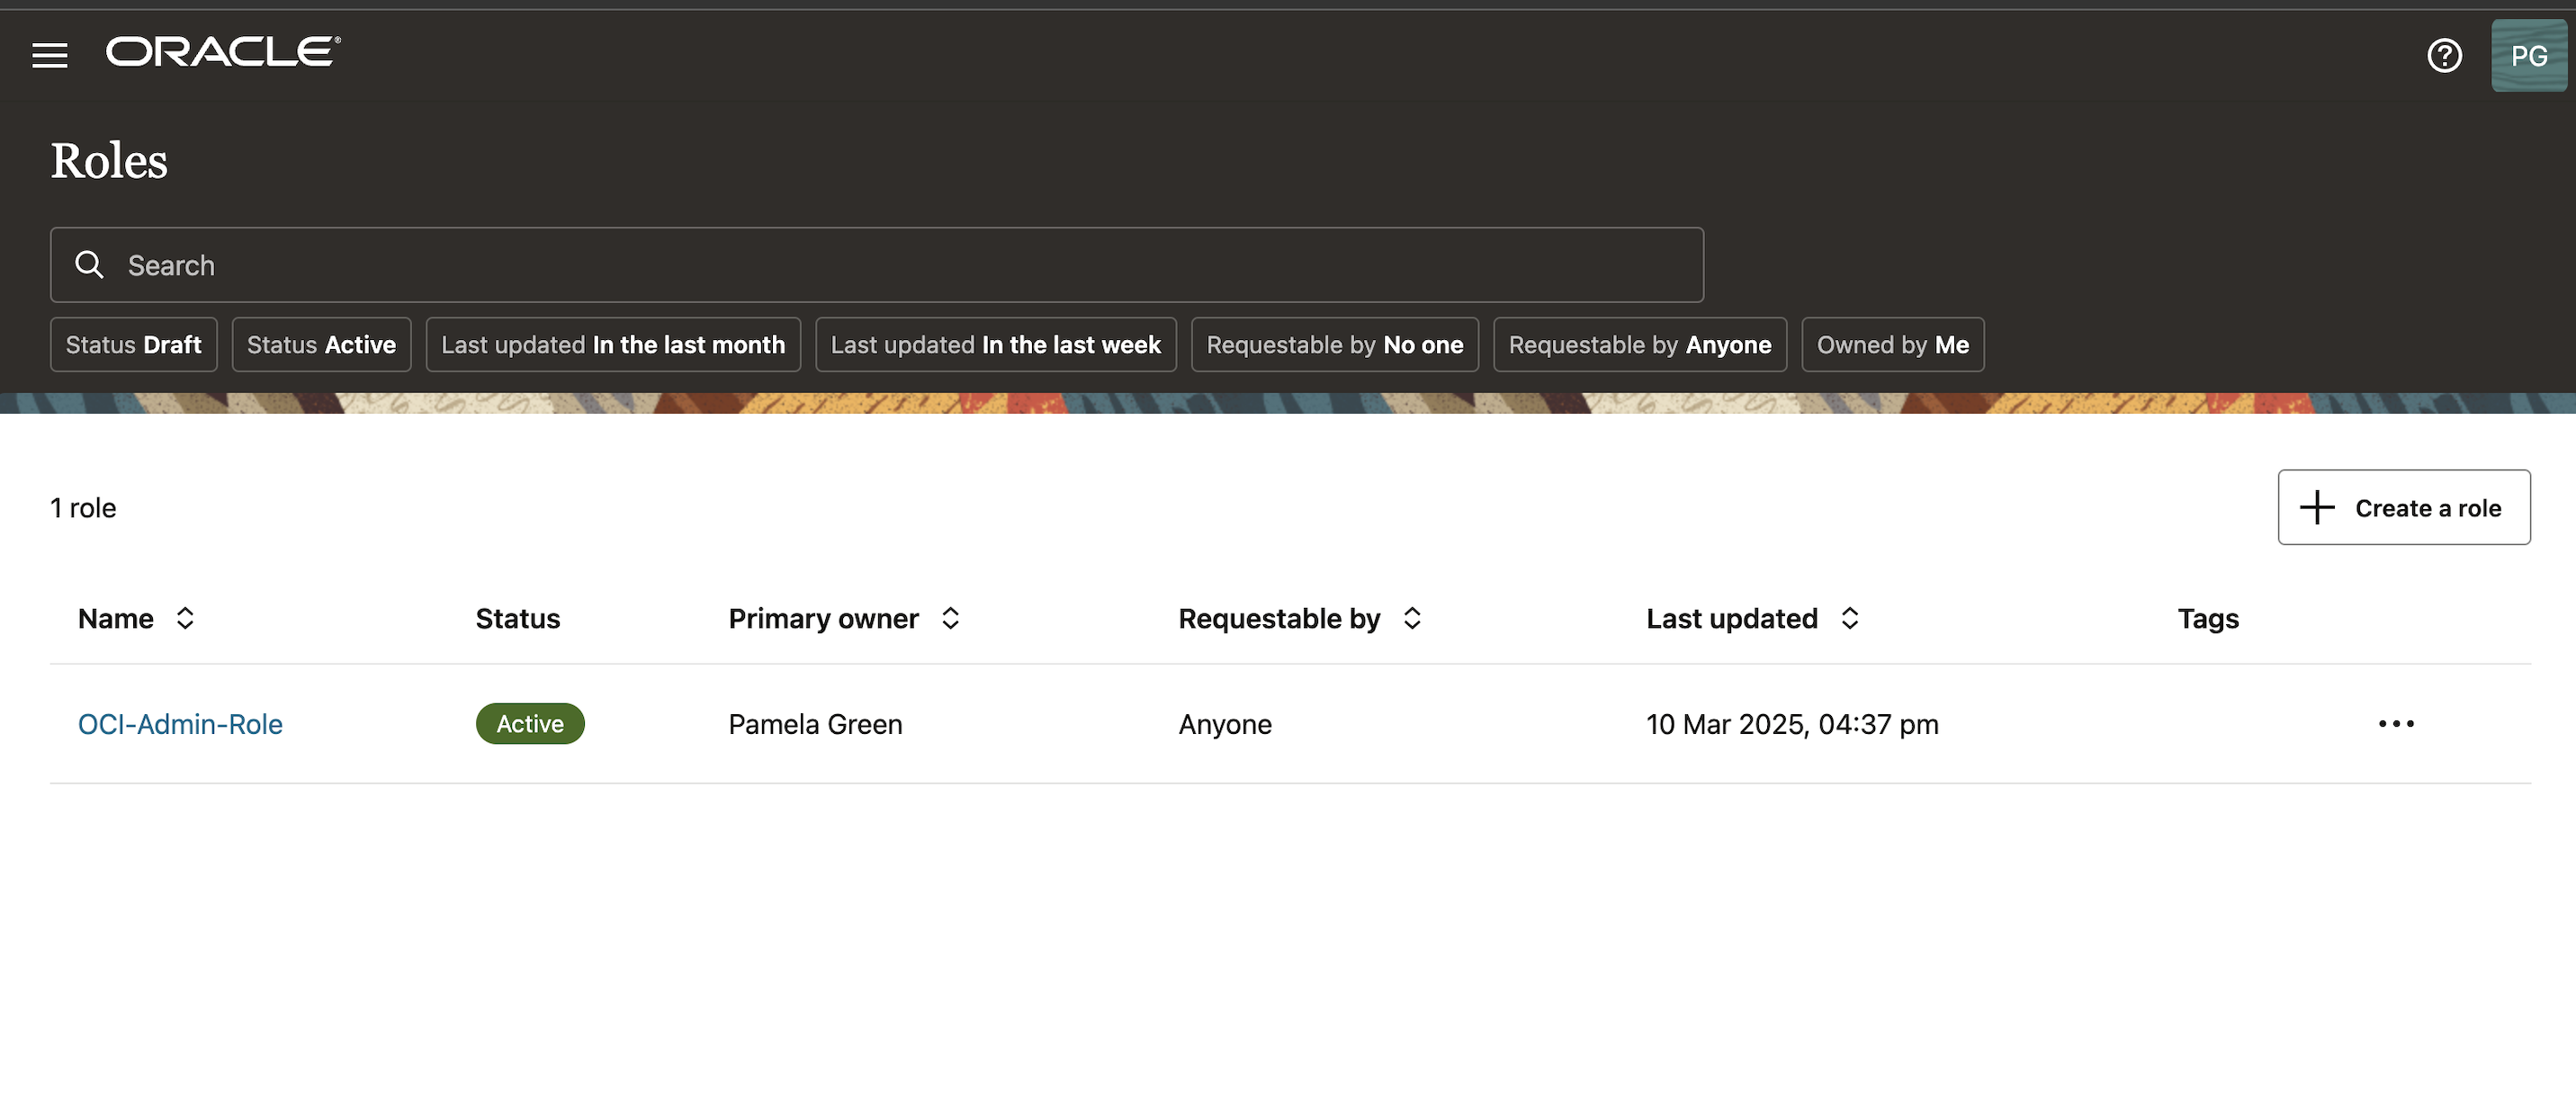 ORACLE®
PG
Roles
Search
Status Draft Status Active Last updated In the last month Last updated In the last week Requestable by No one Requestable by Anyone Owned by Me
1 role
Create a role
Name Status Primary owner Requestable by Last updated Tags
OCI-Admin-Role Active Pamela Green Anyone 10 Mar 2025, 04:37 pm